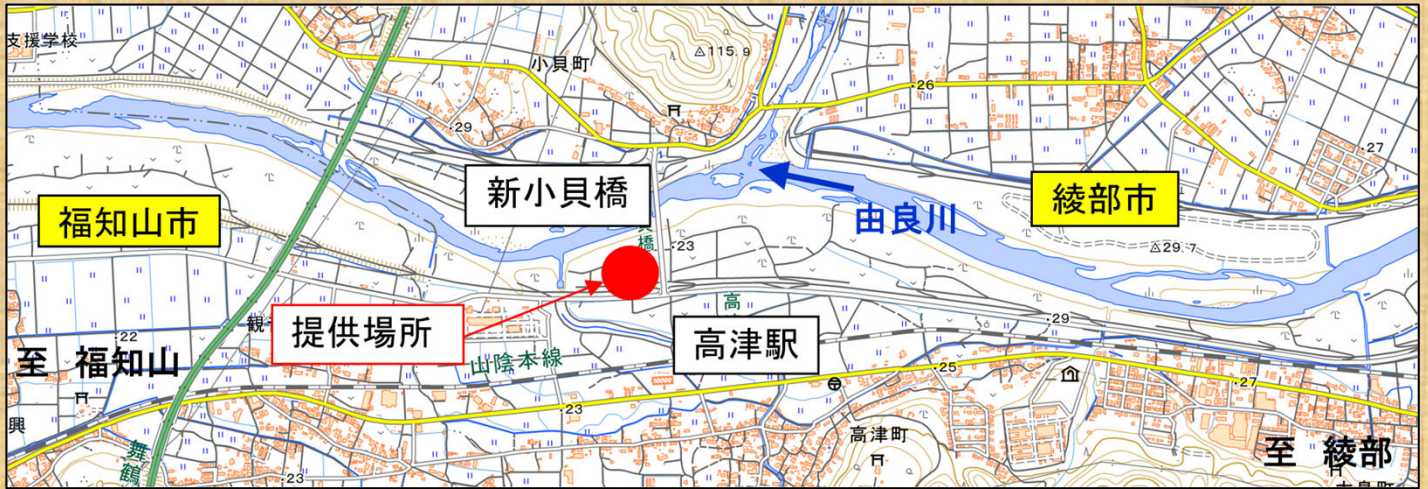 支援学校
小貝町
△115.9
26
29
27
新小貝橋
貝橋
綾部市
福知山市
由良川
23
△29.7
提供場所
高
高津駅
29
観
22
至 福知山
山陰本線
25
27
23
興
舞鶴
高津町
23
至 綾部